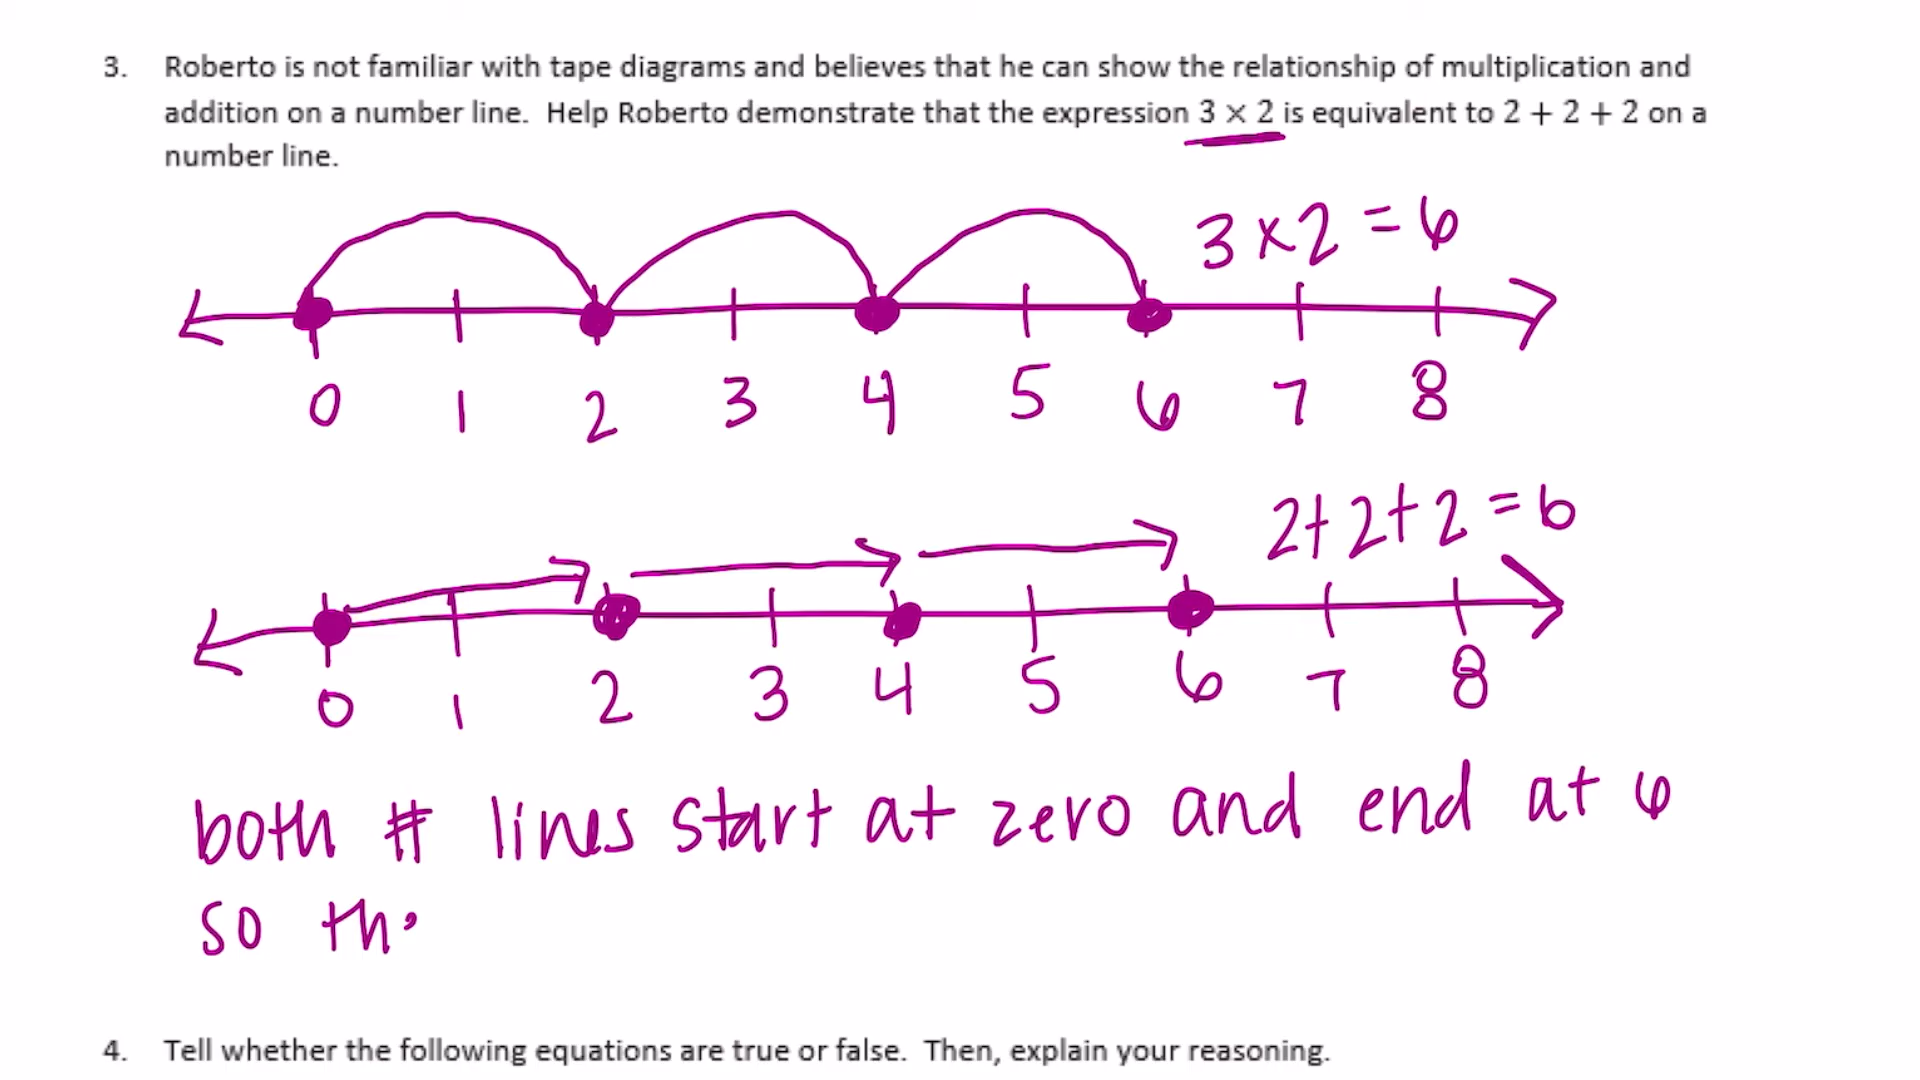 3. Roberto is not familiar with tape diagrams and believes that he can show the relationship of multiplication and
addition on a number line. Help Roberto demonstrate that the expression 3 × 2 is equivalent to 2 + 2 + 2 on a
number line.
3 × 2 = 6
0 1 2 3 4 5 6 7 8
2 + 2 + 2 = 6
0 1 2 3 4 5 6 7 8
both # lines start at zero and end at 6
so th
4. Tell whether the following equations are true or false. Then, explain your reasoning.